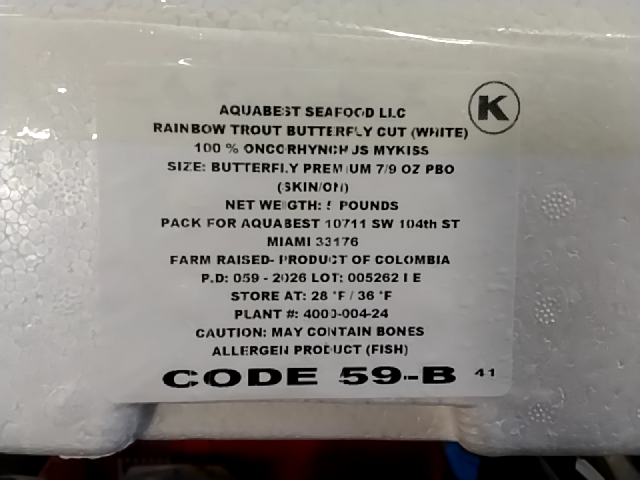 K
AQUABEST SEAFOOD LLC
RAINBOW TROUT BUTTERFLY CUT (WHITE)
100 % ONCORHYNCHUS MYKISS
SIZE: BUTTERFLY PREMIUM 7/9 OZ PBO
(SKIN/ON)
NET WEIGTH: POUNDS
PACK FOR AQUABEST 10711 SW 104th ST
MIAMI 33176
FARM RAISED- PRODUCT OF COLOMBIA
P.D: 059 - 2026 LOT: 005262
STORE AT: 28 °F / 36 °F
PLANT #: 4000-004-24
CAUTION: MAY CONTAIN BONES
ALLERGEN PRODUCT (FISH)
CODE 59-B 41